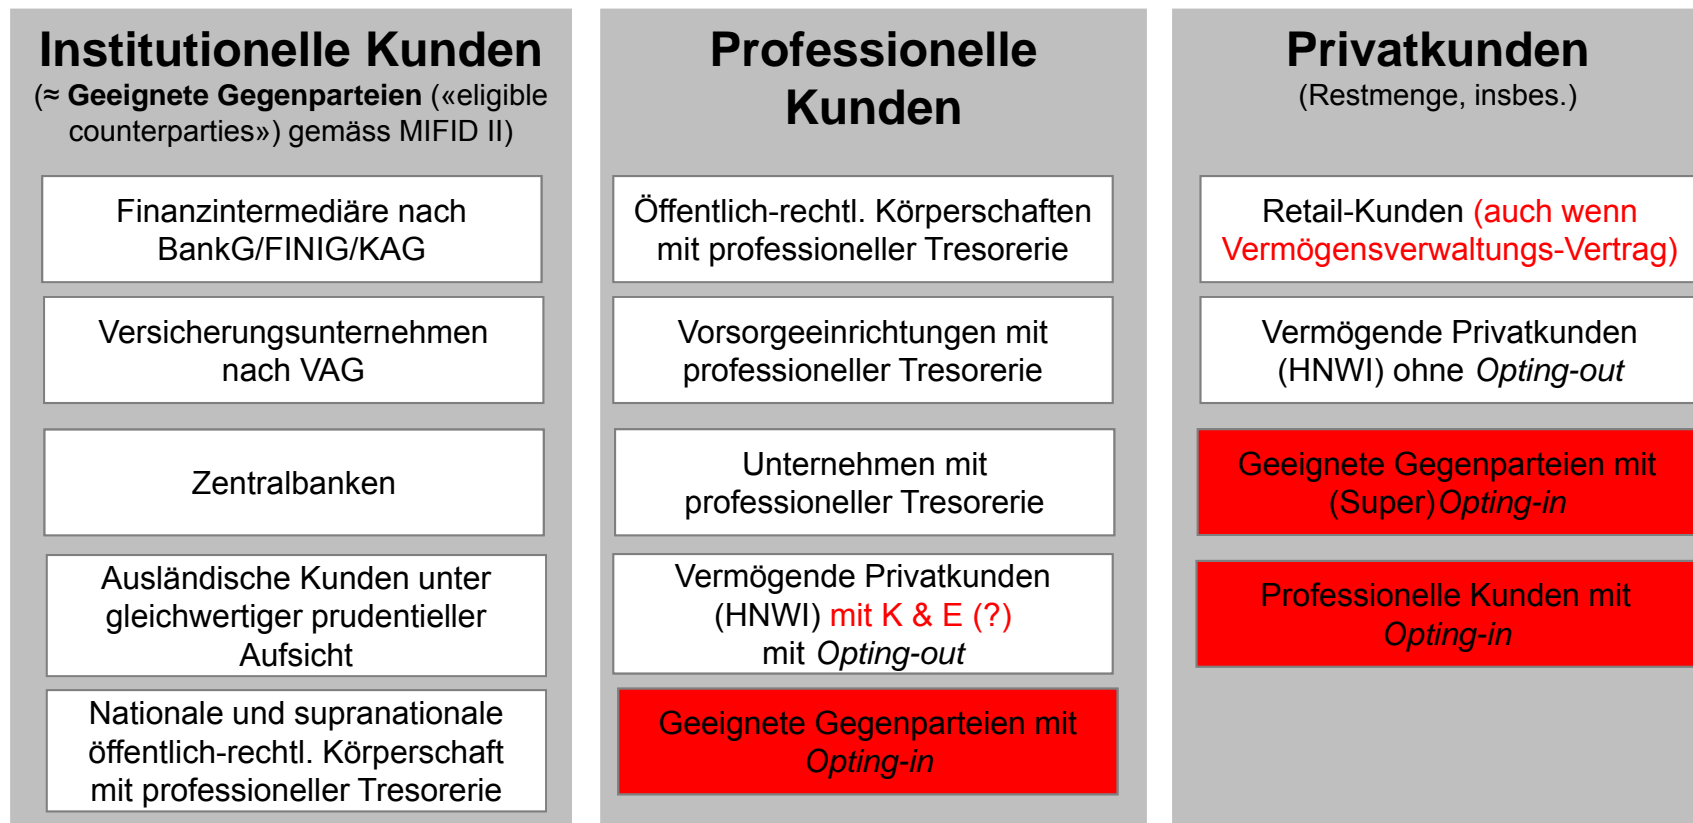 Institutionelle Kunden
(≈ Geeignete Gegenparteien («eligible
counterparties») gemäss MIFID II)
Finanzintermediäre nach
BankG/FINIG/KAG
Versicherungsunternehmen
nach VAG
Zentralbanken
Ausländische Kunden unter
gleichwertiger prudentieller
Aufsicht
Nationale und supranationale
öffentlich-rechtl. Körperschaft
mit professioneller Tresorerie
Professionelle
Kunden
Öffentlich-rechtl. Körperschaften
mit professioneller Tresorerie
Vorsorgeeinrichtungen mit
professioneller Tresorerie
Unternehmen mit
professioneller Tresorerie
Vermögende Privatkunden
(HNWI) mit K & E (?)
mit Opting-out
Geeignete Gegenparteien mit
Opting-in
Privatkunden
(Restmenge, insbes.)
Retail-Kunden (auch wenn
Vermögensverwaltungs-Vertrag)
Vermögende Privatkunden
(HNWI) ohne Opting-out
Geeignete Gegenparteien mit
(Super)Opting-in
Professionelle Kunden mit
Opting-in